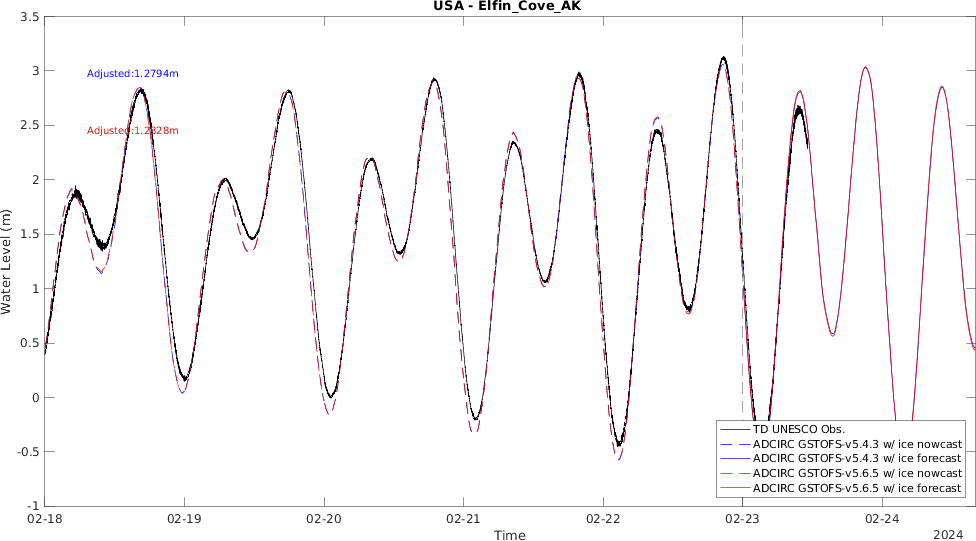 USA - Elfin_Cove_AK
3.5
3
2.5
2
1.5
1
0.5
0
-0.5
-1
Water Level (m)
Adjusted:1.2794m
Adjusted:1.2828m
TD UNESCO Obs.
ADCIRC GSTOFS-v5.4.3 w/ ice nowcast
ADCIRC GSTOFS-v5.4.3 w/ ice forecast
ADCIRC GSTOFS-v5.6.5 w/ ice nowcast
ADCIRC GSTOFS-v5.6.5 w/ ice forecast
02-18 02-19 02-20 02-21 02-22 02-23 02-24
Time
2024